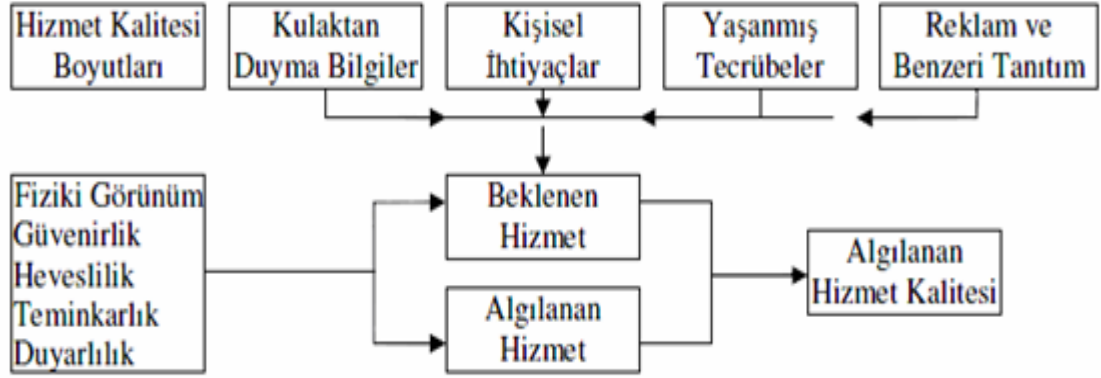 Hizmet Kalitesi
Boyutları
Kulaktan
Duyma Bilgiler
Kişisel
İhtiyaçlar
Yaşanmış
Tecrübeler
Reklam ve
Benzeri Tanıtım
Fiziki Görünüm
Güvenirlik
Heveslilik
Teminkarlık
Duyarlılık
Beklenen
Hizmet
Algılanan
Hizmet
Algılanan
Hizmet Kalitesi